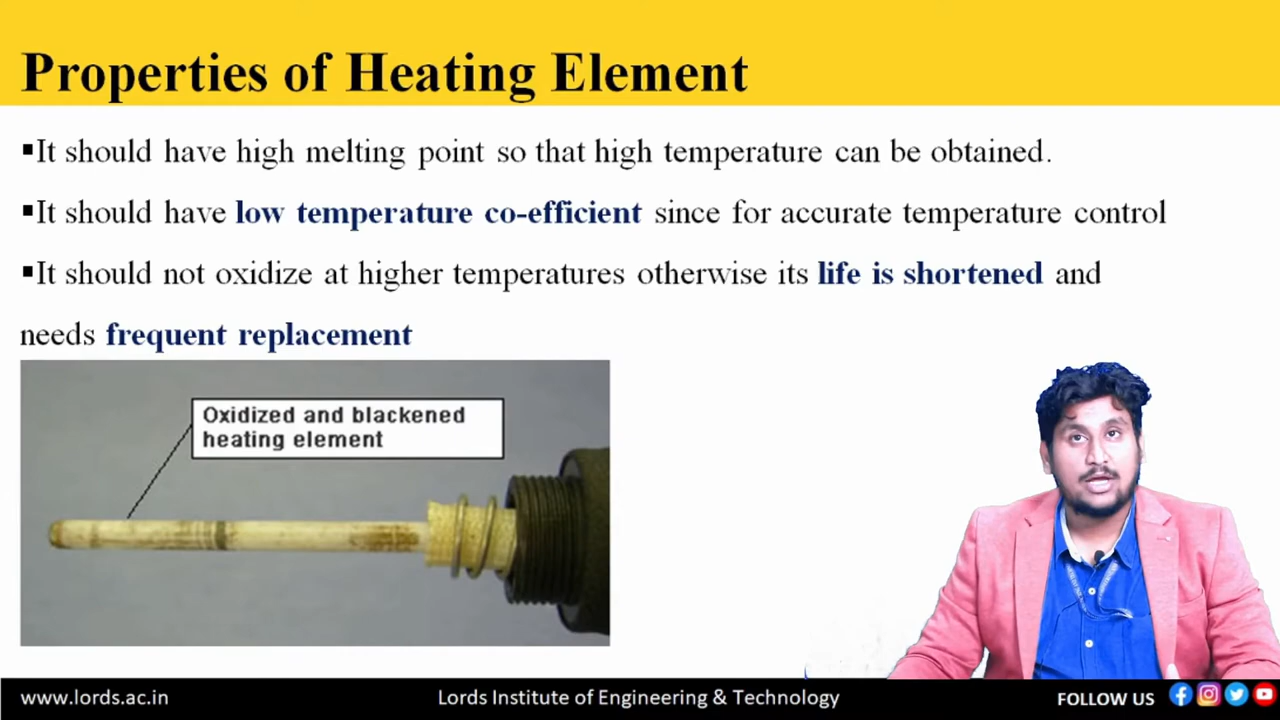 Properties of Heating Element
▪It should have high melting point so that high temperature can be obtained.
▪It should have low temperature co-efficient since for accurate temperature control
▪It should not oxidize at higher temperatures otherwise its life is shortened and
needs frequent replacement
Oxidized and blackened
heating element
www.lords.ac.in
Lords Institute of Engineering & Technology
FOLLOW US